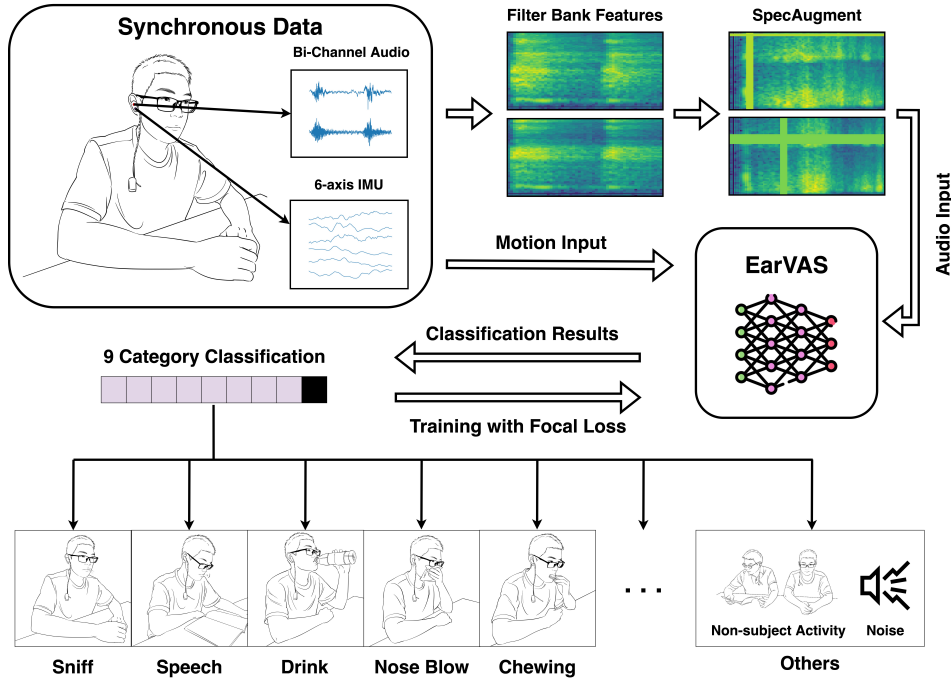 Synchronous Data
Bi-Channel Audio
6-axis IMU
Filter Bank Features
SpecAugment
Audio Input
Motion Input
EarVAS
Classification Results
9 Category Classification
Training with Focal Loss
...
Non-subject Activity
Noise
Sniff
Speech
Drink
Nose Blow
Chewing
Others